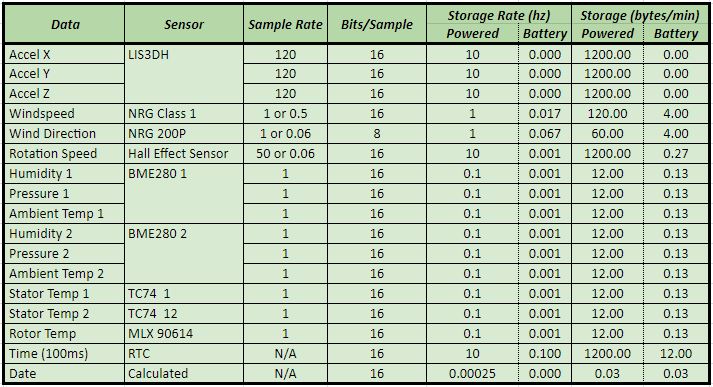 Data Sensor Sample Rate Bits/Sample Storage Rate (hz) Storage (bytes/min)
Powered Battery Powered Battery
Accel X LIS3DH 120 16 10 0.000 1200.00 0.00
Accel Y 120 16 10 0.000 1200.00 0.00
Accel Z 120 16 10 0.000 1200.00 0.00
Windspeed NRG Class 1 1 or 0.5 16 1 0.017 120.00 4.00
Wind Direction NRG 200P 1 or 0.06 8 1 0.067 60.00 4.00
Rotation Speed Hall Effect Sensor 50 or 0.06 16 10 0.001 1200.00 0.27
Humidity 1 BME280 1 1 16 0.1 0.001 12.00 0.13
Pressure 1 1 16 0.1 0.001 12.00 0.13
Ambient Temp 1 1 16 0.1 0.001 12.00 0.13
Humidity 2 BME280 2 1 16 0.1 0.001 12.00 0.13
Pressure 2 1 16 0.1 0.001 12.00 0.13
Ambient Temp 2 1 16 0.1 0.001 12.00 0.13
Stator Temp 1 TC74 1 1 16 0.1 0.001 12.00 0.13
Stator Temp 2 TC74 12 1 16 0.1 0.001 12.00 0.13
Rotor Temp MLX 90614 1 16 0.1 0.001 12.00 0.13
Time (100ms) RTC N/A 16 10 0.100 1200.00 12.00
Date Calculated N/A 16 0.00025 0.000 0.03 0.03